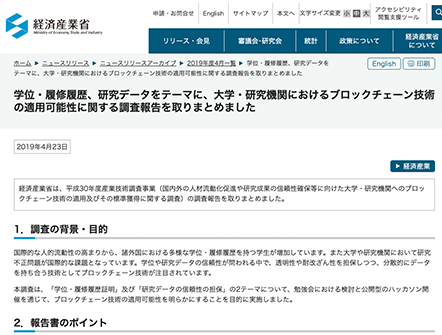 経済産業省
Ministry of Economy, Trade and Industry
申請・お問合せ
English
サイトマップ
本文へ
文字サイズ変更
小
中
大
アクセシビリティ
閲覧支援ツール
リリース・会見
審議会・研究会
統計
政策について
経済産業省
について
ホーム ▶ ニュースリリース ▶ ニュースリリースアーカイブ ▶ 2019年度4月一覧 ▶ 学位・履修履歴、研究データを
テーマに、大学・研究機関におけるブロックチェーン技術の適用可能性に関する調査報告を取りまとめました
English
印刷
学位・履修履歴、研究データをテーマに、大学・研究機関におけるブロックチェーン技術
の適用可能性に関する調査報告を取りまとめました
2019年4月23日
▶ 経済産業
経済産業省は、平成30年度産業技術調査事業（国内外の人材流動化促進や研究成果の信頼性確保等に向けた大学・研究機関へのブロ
ックチェーン技術の適用及びその標準獲得に関する調査）の調査報告を取りまとめました。
1．調査の背景・目的
国際的な人的流動性の高まりから、諸外国における多様な学位・履修履歴を持つ学生が増加しています。また大学や研究機関において研究
不正問題が国際的な課題となっています。学位や研究データの信頼性が問われる中で、透明性や耐改ざん性を担保しつつ、分散的にデータ
を持ち合う技術としてブロックチェーン技術が注目されています。
本調査は、「学位・履修履歴証明」及び「研究データの信頼性の担保」の2テーマについて、勉強会における検討と公開型のハッカソン開
催を通じて、ブロックチェーン技術の適用可能性を明らかにすることを目的に実施しました。
2．報告書のポイント